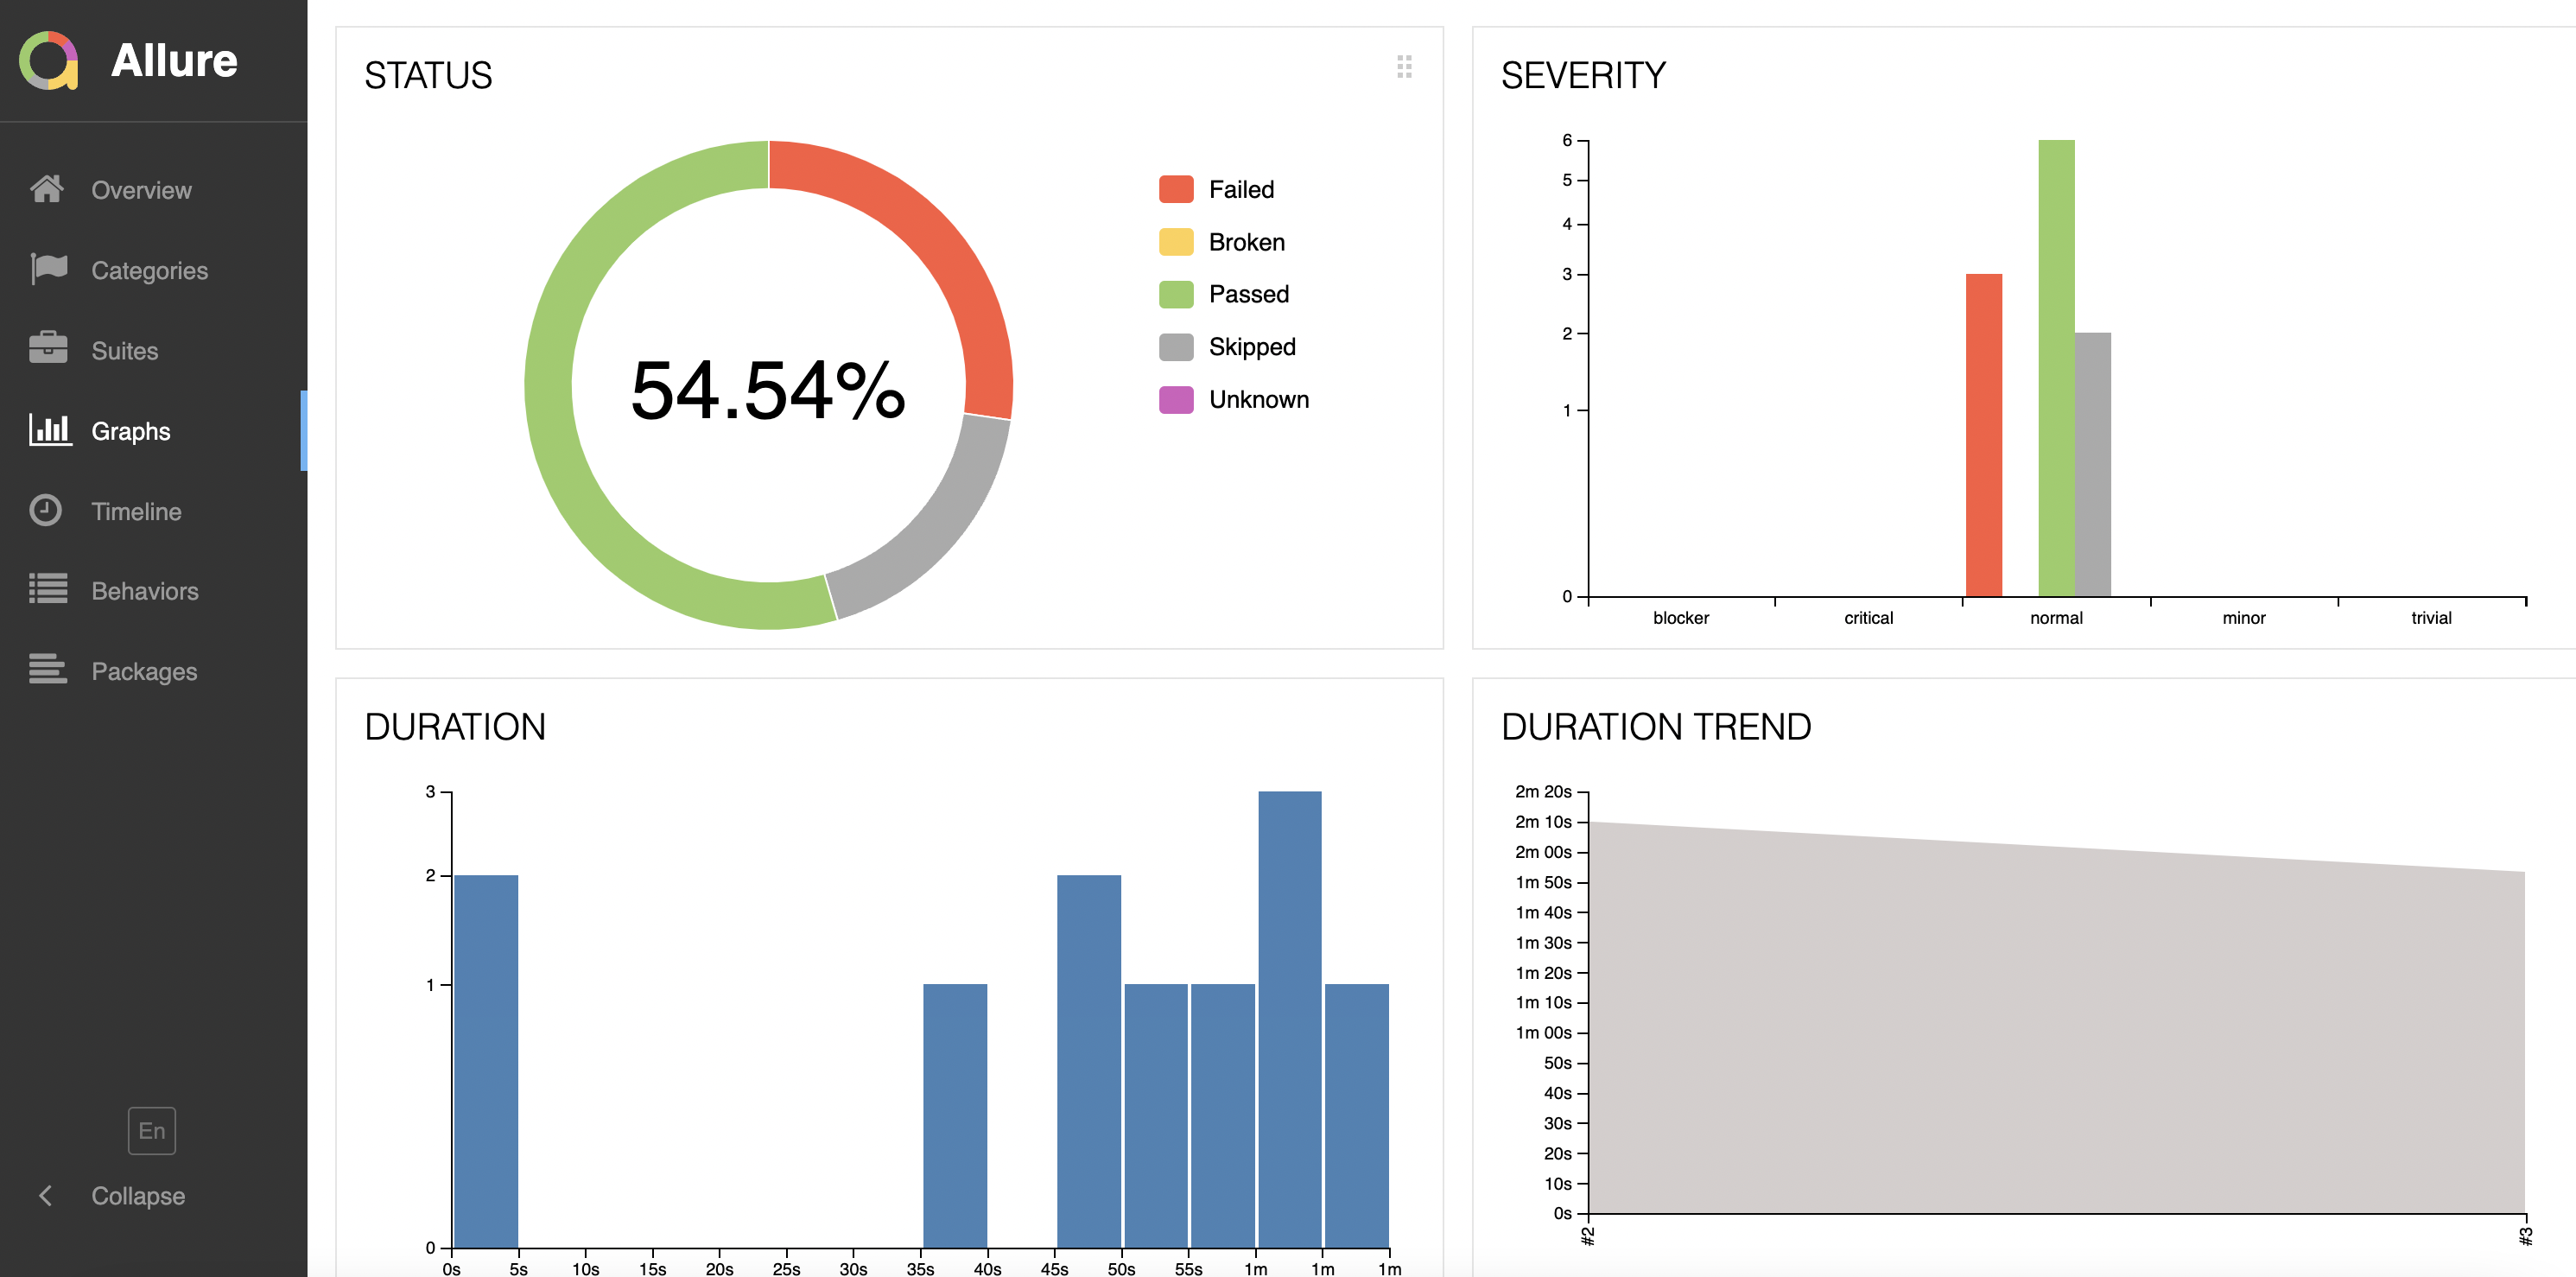 Allure
Overview
Categories
Suites
Graphs
Timeline
Behaviors
Packages
En
Collapse
STATUS
54.54%
Failed
Broken
Passed
Skipped
Unknown
SEVERITY
6
5
4
3
2
1
0
blocker critical normal minor trivial
DURATION
3
2
1
0
0s 5s 10s 15s 20s 25s 30s 35s 40s 45s 50s 55s 1m 1m 1m
DURATION TREND
2m 20s
2m 10s
2m 00s
1m 50s
1m 40s
1m 30s
1m 20s
1m 10s
1m 00s
50s
40s
30s
20s
10s
0s
#2 #3